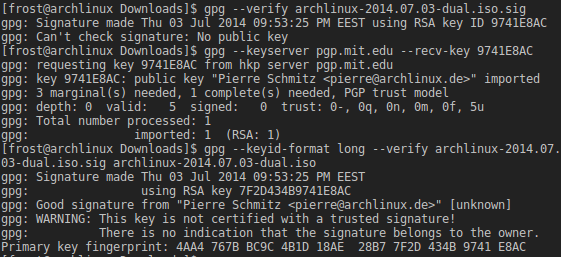 [frost@archlinux Downloads]$ gpg --verify archlinux-2014.07.03-dual.iso.sig
gpg: Signature made Thu 03 Jul 2014 09:53:25 PM EEST using RSA key ID 9741E8AC
gpg: Can't check signature: No public key
[frost@archlinux Downloads]$ gpg --keyserver pgp.mit.edu --recv-key 9741E8AC
gpg: requesting key 9741E8AC from hkp server pgp.mit.edu
gpg: key 9741E8AC: public key "Pierre Schmitz <pierre@archlinux.de>" imported
gpg: 3 marginal(s) needed, 1 complete(s) needed, PGP trust model
gpg: depth: 0  valid:   5  signed:   0  trust: 0-, 0q, 0n, 0m, 0f, 5u
gpg: Total number processed: 1
gpg:               imported: 1  (RSA: 1)
[frost@archlinux Downloads]$ gpg --keyid-format long --verify archlinux-2014.07.
03-dual.iso.sig archlinux-2014.07.03-dual.iso
gpg: Signature made Thu 03 Jul 2014 09:53:25 PM EEST
gpg:                using RSA key 7F2D434B9741E8AC
gpg: Good signature from "Pierre Schmitz <pierre@archlinux.de>" [unknown]
gpg: WARNING: This key is not certified with a trusted signature!
gpg:          There is no indication that the signature belongs to the owner.
Primary key fingerprint: 4AA4 767B BC9C 4B1D 18AE  28B7 7F2D 434B 9741 E8AC
[frost@archlinux Downloads]$